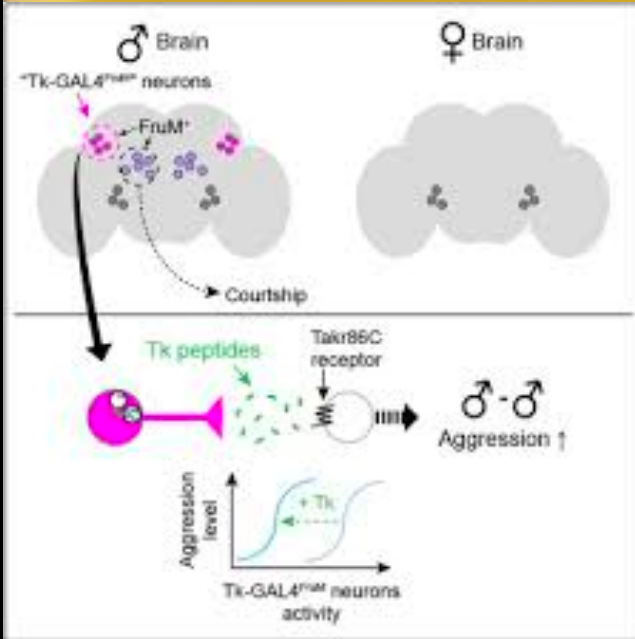 ♂ Brain
♀ Brain
"Tk-GAL4ᶠʳᵘᴹ" neurons
FruM⁺
Courtship
Tk peptides
Takr86C
receptor
♂-♂
Aggression ↑
Aggression
level
+ Tk
Tk-GAL4ᶠʳᵘᴹ neurons
activity